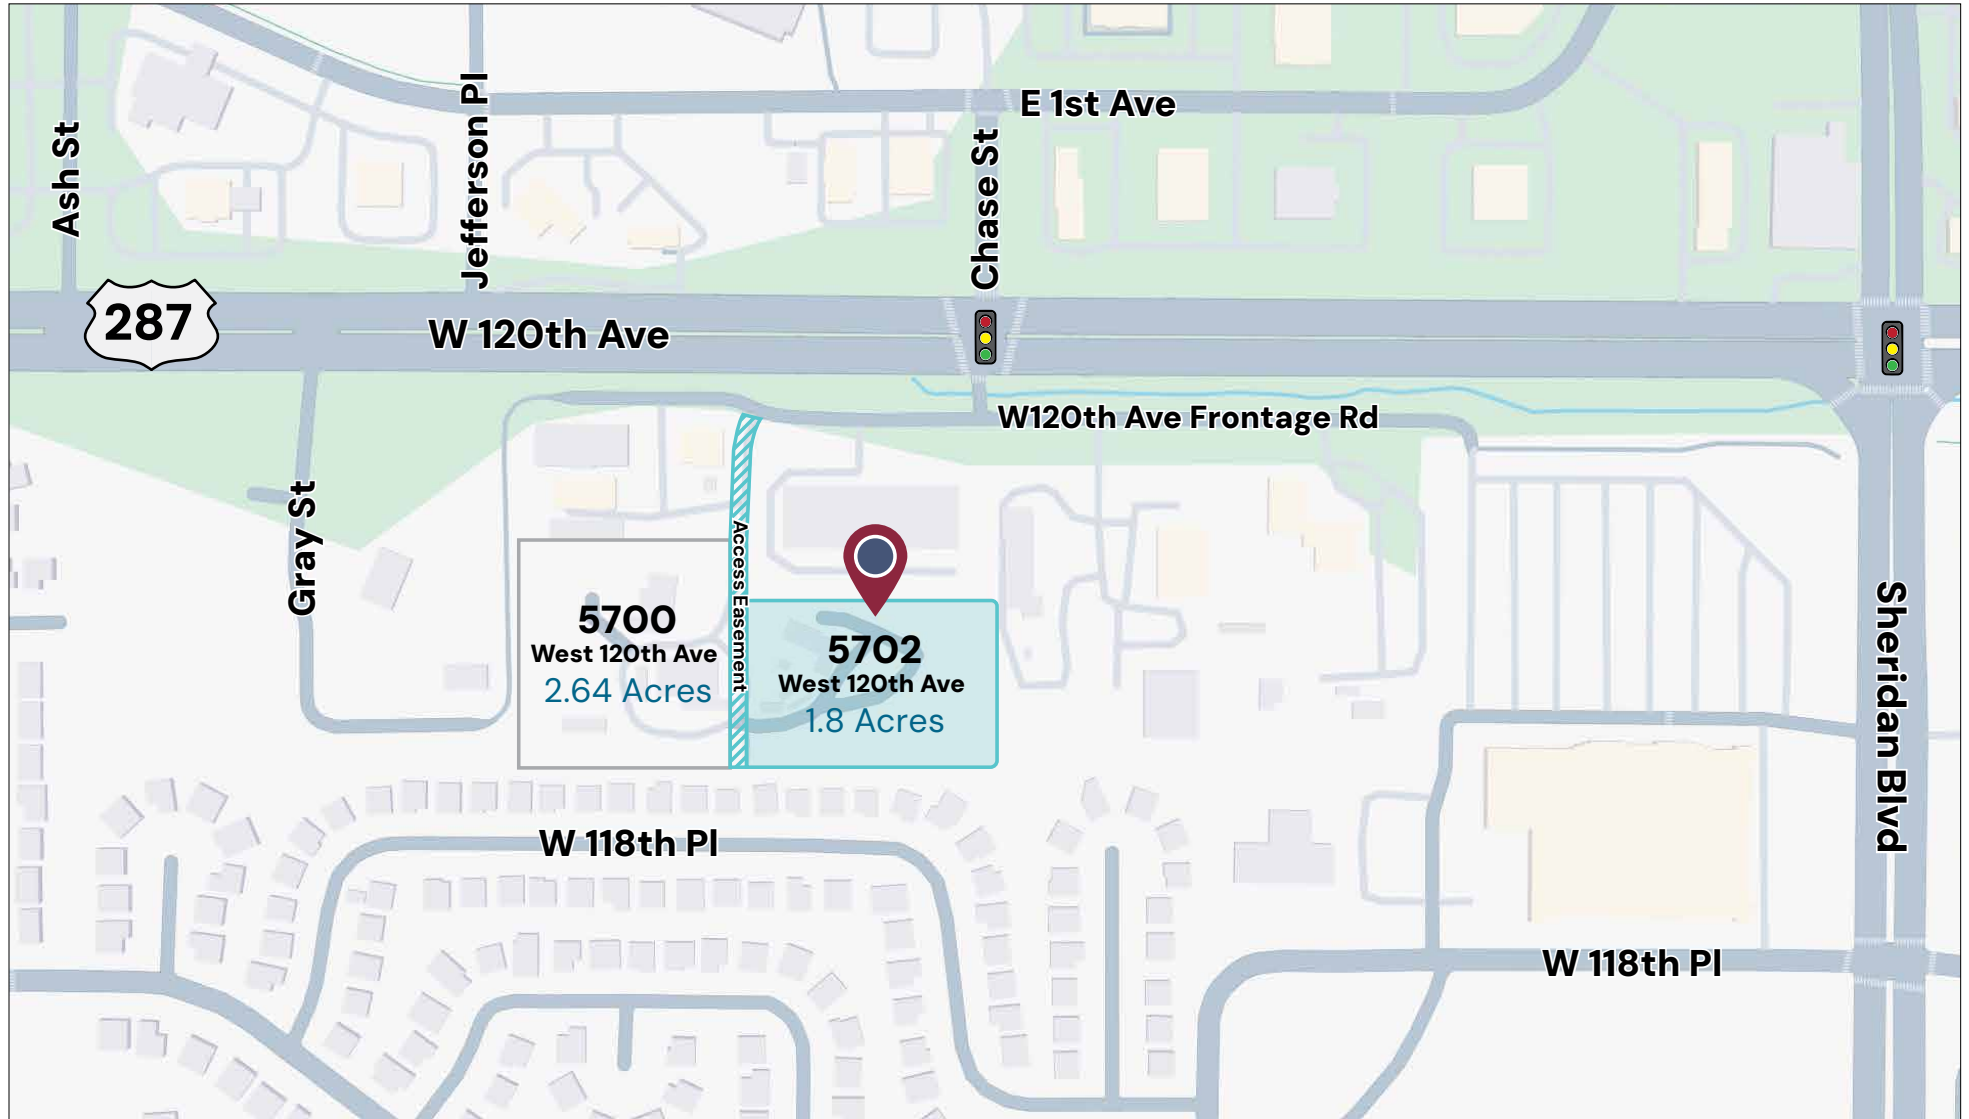 E 1st Ave
Ash St
Jefferson Pl
Chase St
287
W 120th Ave
W120th Ave Frontage Rd
Gray St
Access Easement
5700
West 120th Ave
2.64 Acres
5702
West 120th Ave
1.8 Acres
Sheridan Blvd
W 118th Pl
W 118th Pl